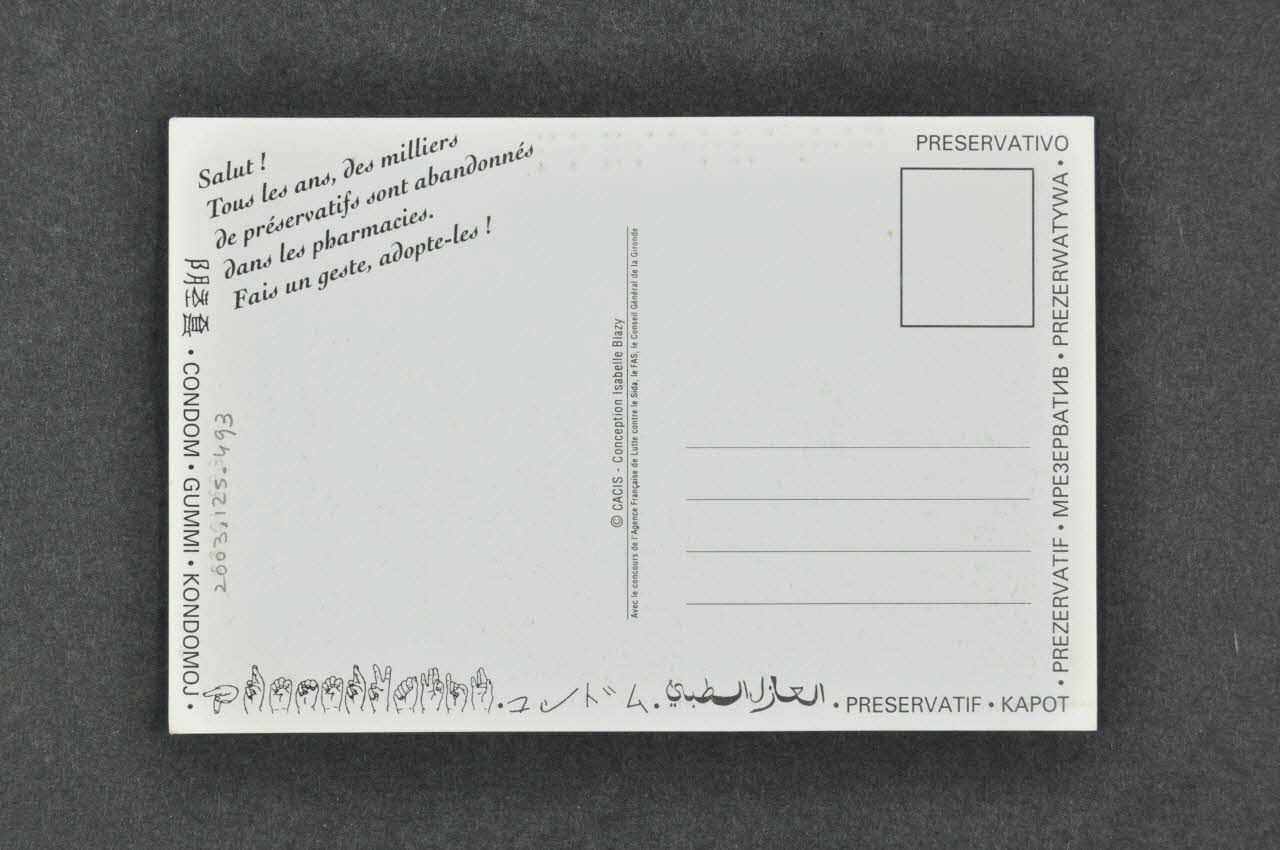 Salut !
Tous les ans, des milliers
de préservatifs sont abandonnés
dans les pharmacies.
Fais un geste, adopte-les !
• CONDOM • GUMMI • KONDOMOJ •
2003.125.493
© CACIS - Conception Isabelle Blazy
Avec le concours de l'Agence Française de Lutte contre le Sida, le FAS, le Conseil Général de la Gironde
PRESERVATIVO
• PREZERVATIF • МРЕЗЕРВАТИВ • PREZERWATYWA •
• コンドム • العازل الطبي • PRESERVATIF • KAPOT